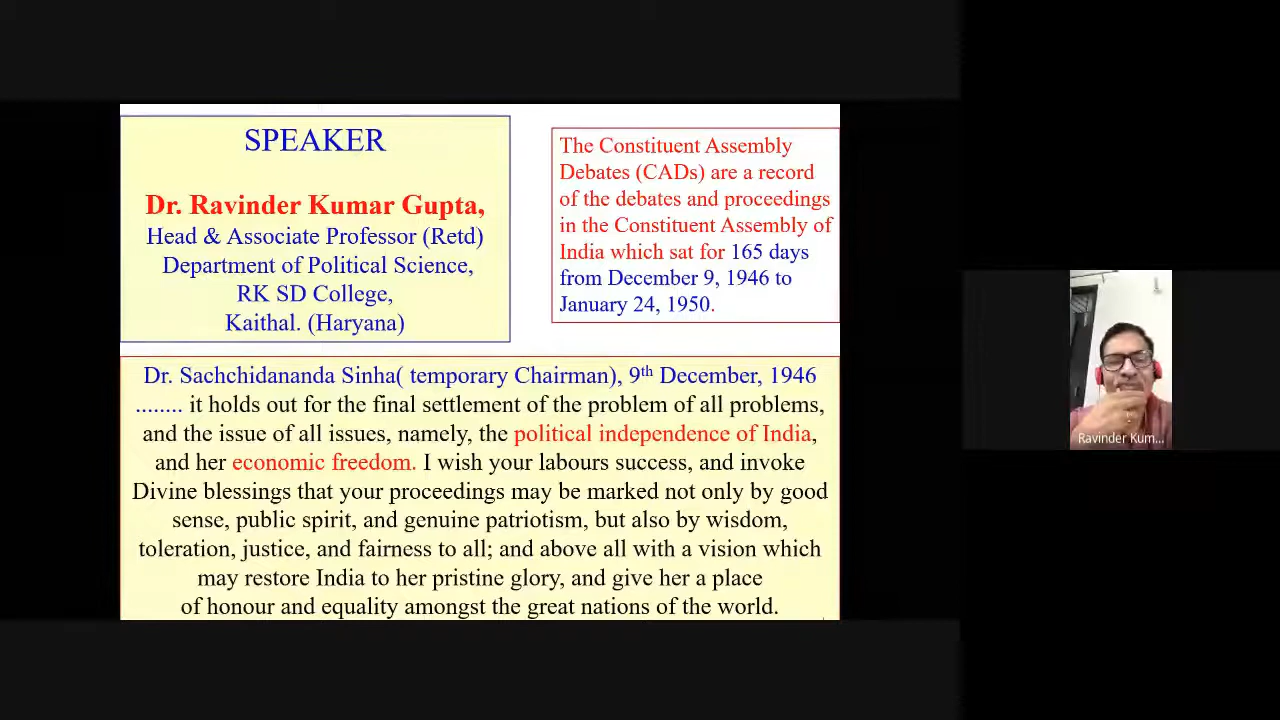 SPEAKER
Dr. Ravinder Kumar Gupta,
Head & Associate Professor (Retd)
Department of Political Science,
RK SD College,
Kaithal. (Haryana)
The Constituent Assembly
Debates (CADs) are a record
of the debates and proceedings
in the Constituent Assembly of
India which sat for 165 days
from December 9, 1946 to
January 24, 1950.
Dr. Sachchidananda Sinha( temporary Chairman), 9th December, 1946
........ it holds out for the final settlement of the problem of all problems,
and the issue of all issues, namely, the political independence of India,
and her economic freedom. I wish your labours success, and invoke
Divine blessings that your proceedings may be marked not only by good
sense, public spirit, and genuine patriotism, but also by wisdom,
toleration, justice, and fairness to all; and above all with a vision which
may restore India to her pristine glory, and give her a place
of honour and equality amongst the great nations of the world.
Ravinder Kum...